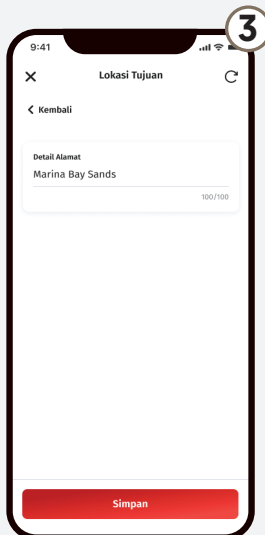 3
9:41
Lokasi Tujuan
Kembali
Detail Alamat
Marina Bay Sands
100/100
Simpan